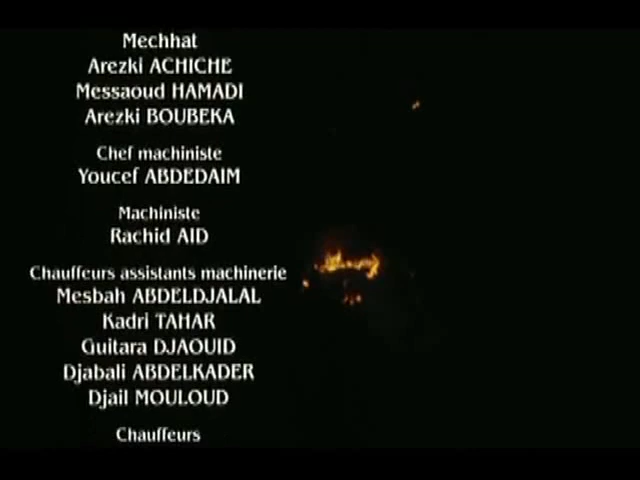 Mechhat
Arezki ACHICHE
Messaoud HAMADI
Arezki BOUBEKA
Chef machiniste
Youcef ABDEDAIM
Machiniste
Rachid AID
Chauffeurs assistants machinerie
Mesbah ABDELDJALAL
Kadri TAHAR
Guitara DJAOUID
Djabali ABDELKADER
Djail MOULOUD
Chauffeurs